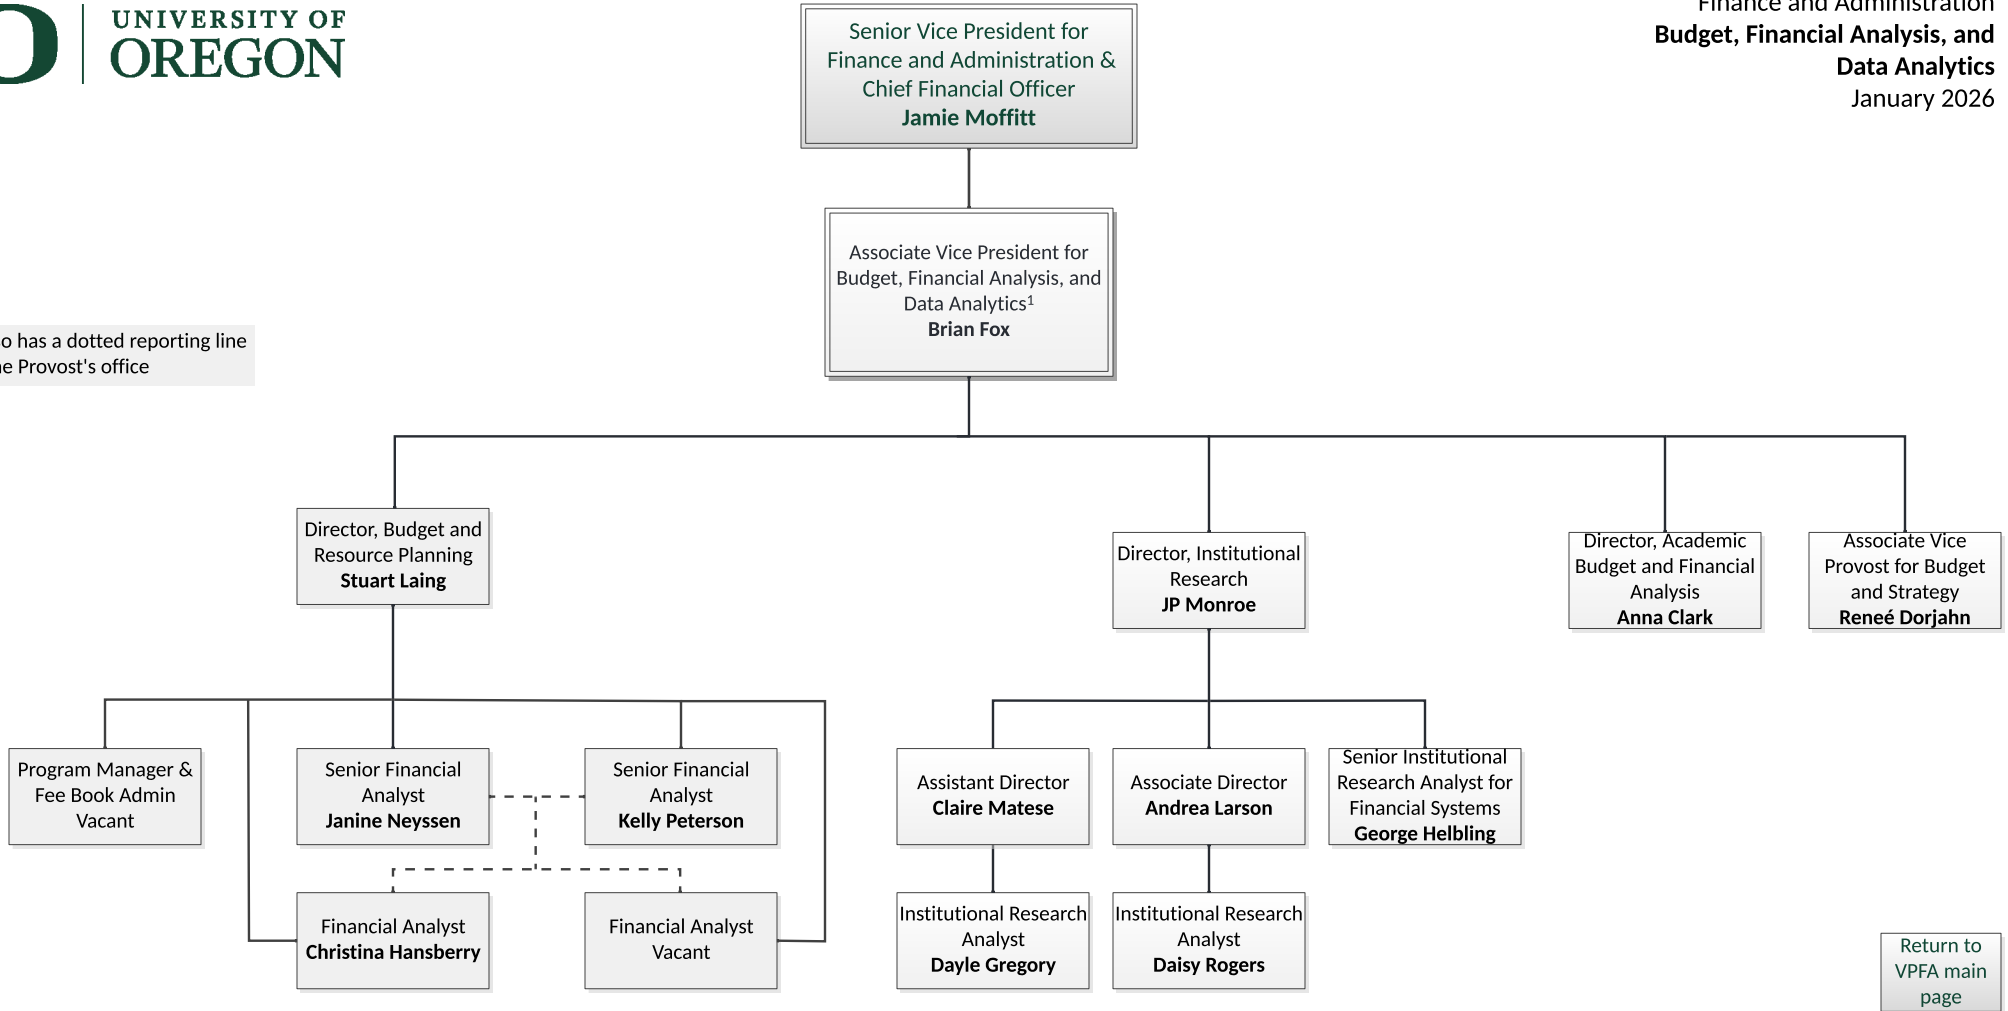 UNIVERSITY OF
OREGON
Senior Vice President for
Finance and Administration &
Chief Financial Officer
Jamie Moffitt
Finance and Administration
Budget, Financial Analysis, and
Data Analytics
January 2026
Associate Vice President for
Budget, Financial Analysis, and
Data Analytics¹
Brian Fox
o has a dotted reporting line
e Provost's office
Director, Budget and
Resource Planning
Stuart Laing
Director, Institutional
Research
JP Monroe
Director, Academic
Budget and Financial
Analysis
Anna Clark
Associate Vice
Provost for Budget
and Strategy
Reneé Dorjahn
Program Manager &
Fee Book Admin
Vacant
Senior Financial
Analyst
Janine Neyssen
Senior Financial
Analyst
Kelly Peterson
Assistant Director
Claire Matese
Associate Director
Andrea Larson
Senior Institutional
Research Analyst for
Financial Systems
George Helbling
Financial Analyst
Christina Hansberry
Financial Analyst
Vacant
Institutional Research
Analyst
Dayle Gregory
Institutional Research
Analyst
Daisy Rogers
Return to
VPFA main
page